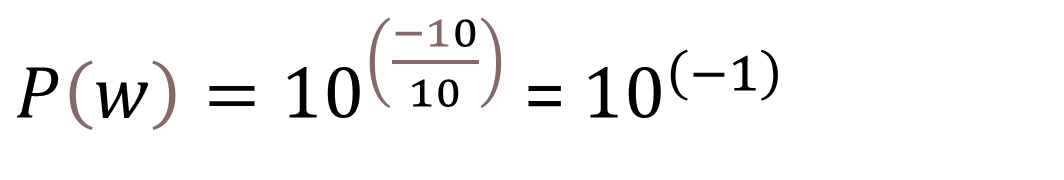 P(w) = 10^(−10/10) = 10^(−1)